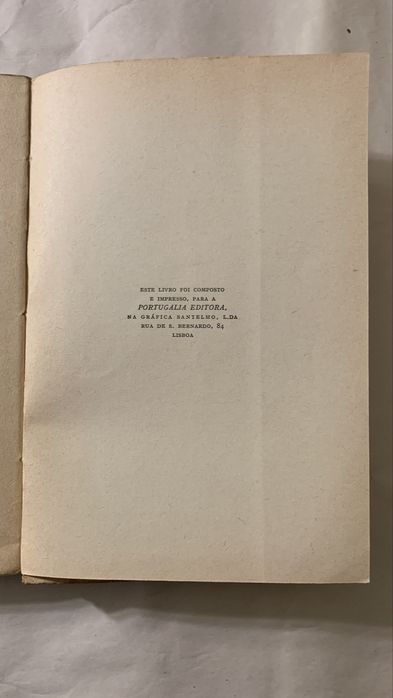 ESTE LIVRO FOI COMPOSTO
E IMPRESSO, PARA A
PORTUGALIA EDITORA,
NA GRÁFICA SANTELMO, L.DA
RUA DE S. BERNARDO, 84
LISBOA